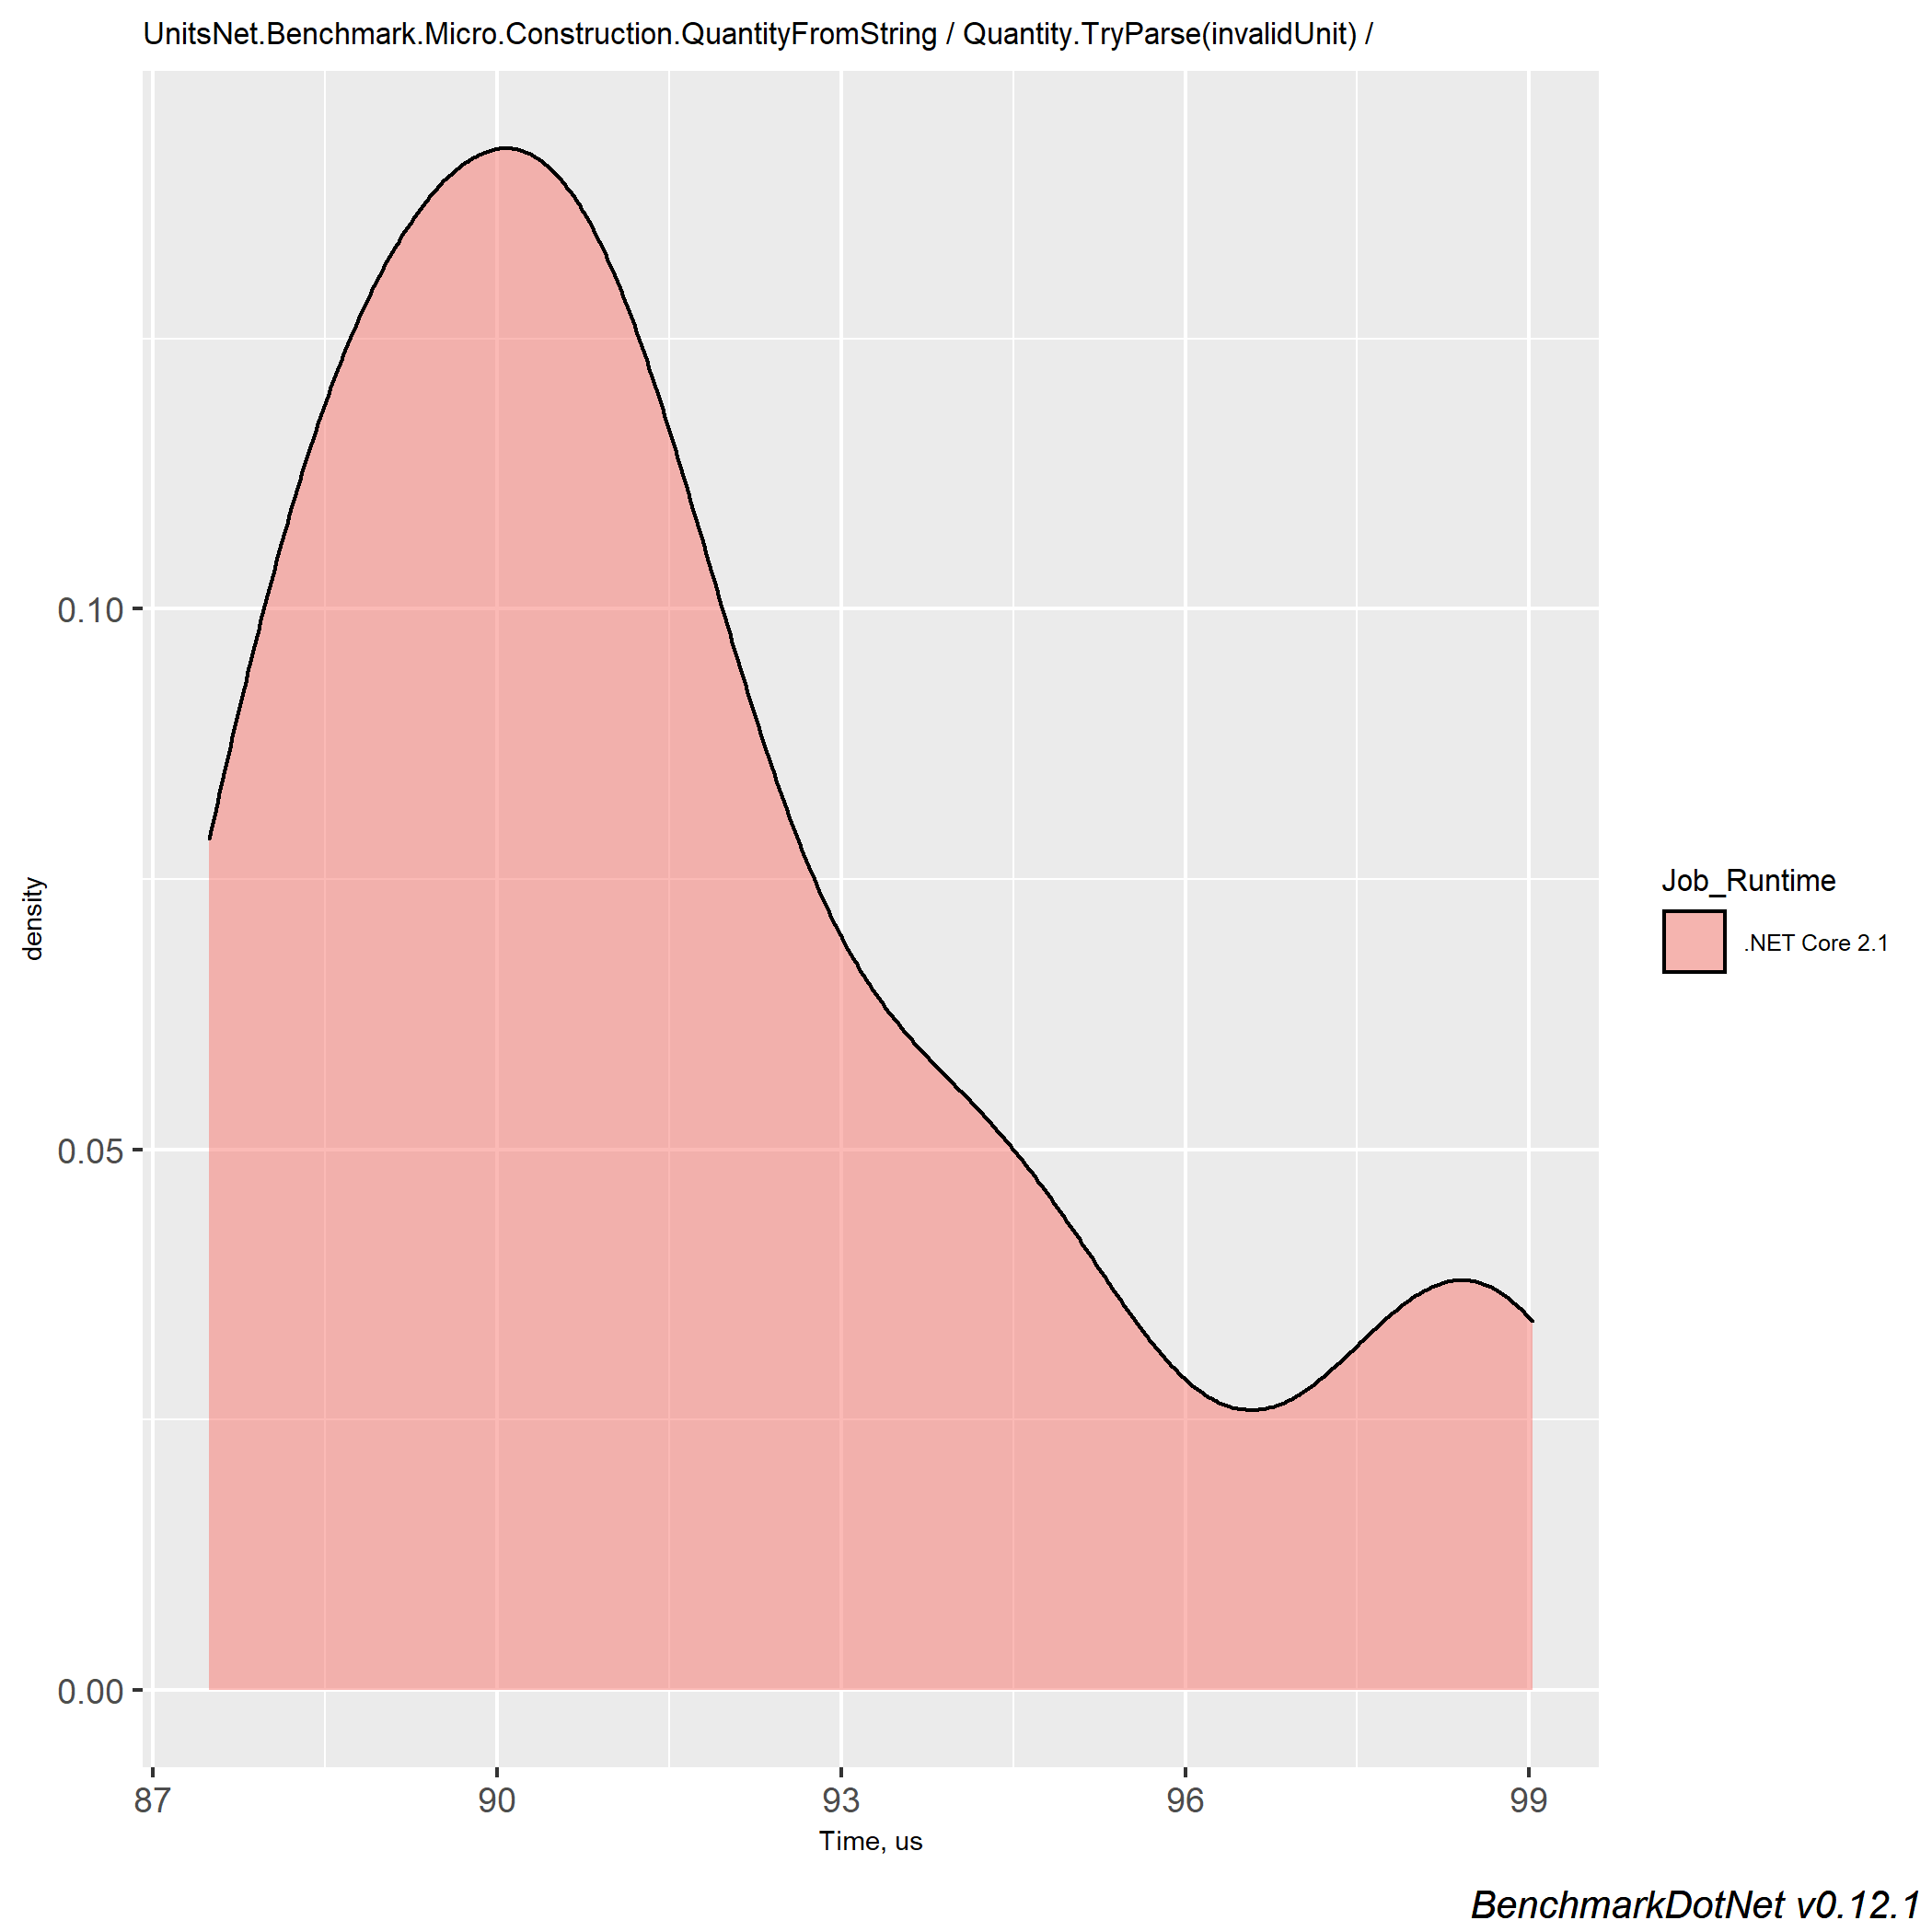 UnitsNet.Benchmark.Micro.Construction.QuantityFromString / Quantity.TryParse(invalidUnit) /
0.10
0.05
0.00
density
87 90 93 96 99
Time, us
Job_Runtime
.NET Core 2.1
BenchmarkDotNet v0.12.1